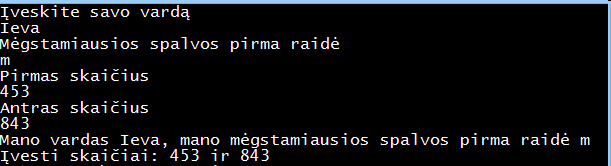 Įveskite savo vardą
Ieva
Mėgstamiausios spalvos pirma raidė
m
Pirmas skaičius
453
Antras skaičius
843
Mano vardas Ieva, mano mėgstamiausios spalvos pirma raidė m
Įvesti skaičiai: 453 ir 843